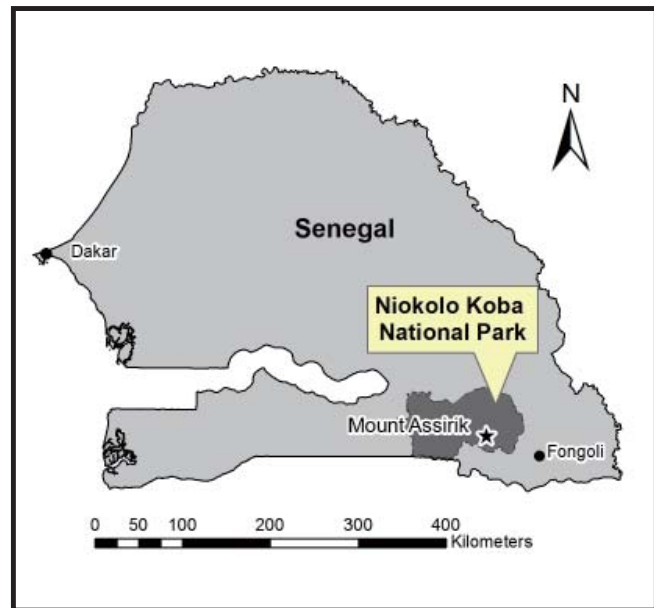 N
Senegal
Dakar
Niokolo Koba
National Park
Mount Assirik
Fongoli
0 50 100 200 300 400
Kilometers